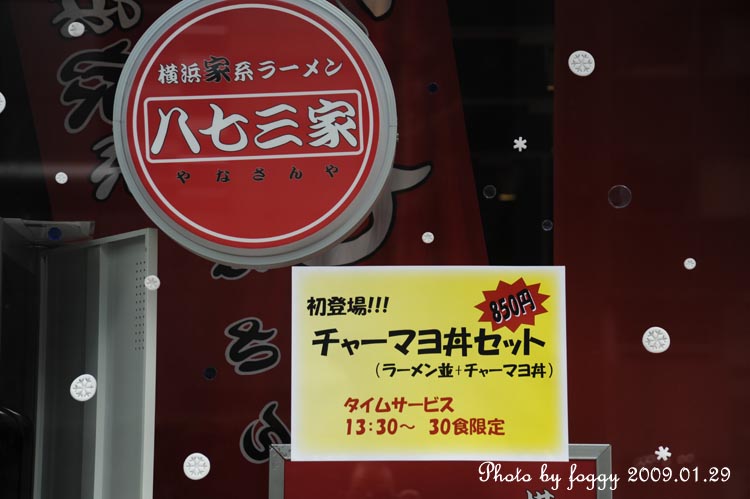 横浜家系ラーメン
八七三家
やなさんや
初登場!!!
850円
チャーマヨ丼セット
(ラーメン並+チャーマヨ丼)
タイムサービス
13:30～ 30食限定
Photo by foggy 2009.01.29